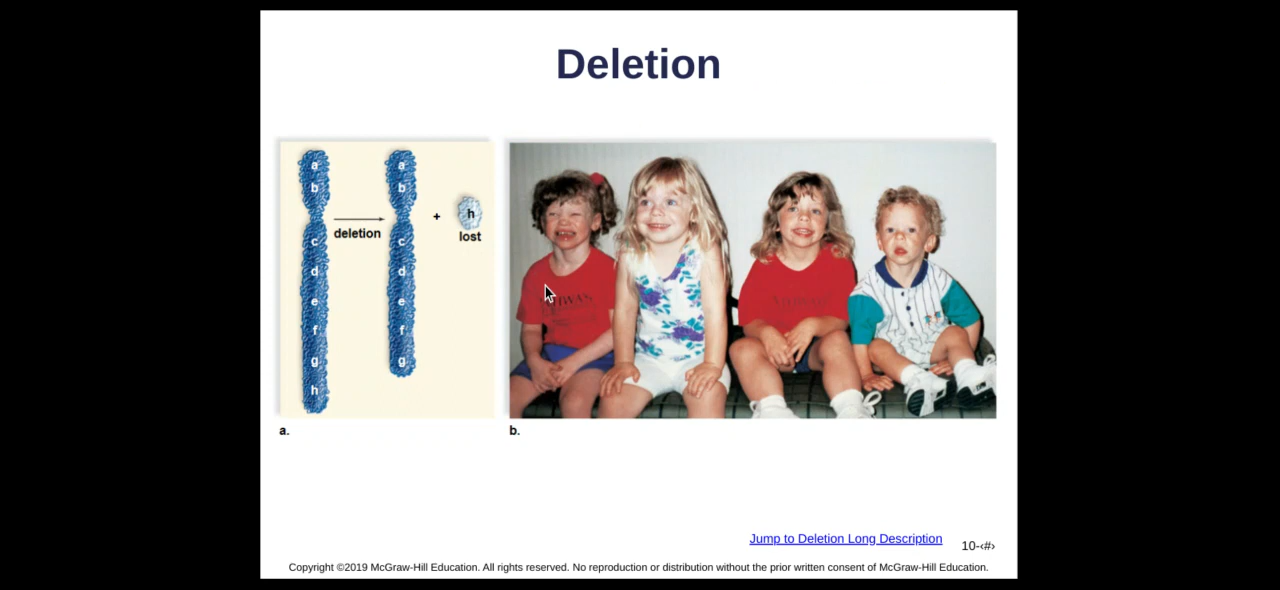 Deletion
a
b
c
d
e
f
g
h
deletion
a
b
c
d
e
f
g
+
h
lost
a.
b.
Jump to Deletion Long Description
10-‹#›
Copyright ©2019 McGraw-Hill Education. All rights reserved. No reproduction or distribution without the prior written consent of McGraw-Hill Education.